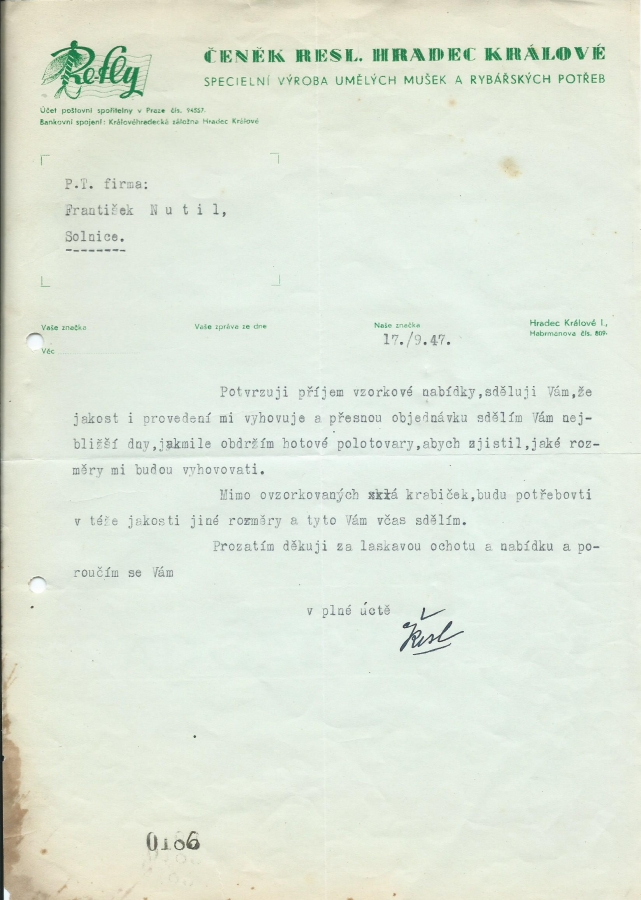 Refly
ČENĚK RESL. HRADEC KRÁLOVÉ
SPECIELNÍ VÝROBA UMĚLÝCH MUŠEK A RYBÁŘSKÝCH POTŘEB
Účet poštovní spořitelny v Praze čís. 94557.
Bankovní spojení: Královéhradecká záložna Hradec Králové
P.T. firma:
František N u t i l,
Solnice.
Vaše značka Vaše zpráva ze dne Naše značka Hradec Králové I.,
Habrmanova čís. 809.
17./9.47.
Věc
Potvrzuji příjem vzorkové nabídky,sděluji Vám,že
jakost i provedení mi vyhovuje a přesnou objednávku sdělím Vám nej-
bližší dny,jakmile obdržím hotové polotovary,abych zjistil,jaké roz-
měry mi budou vyhovovati.
Mimo ovzorkovaných krabiček,budu potřebovti
v téže jakosti jiné rozměry a tyto Vám včas sdělím.
Prozatím děkuji za laskavou ochotu a nabídku a po-
roučím se Vám
v plné úctě
Resl
0186